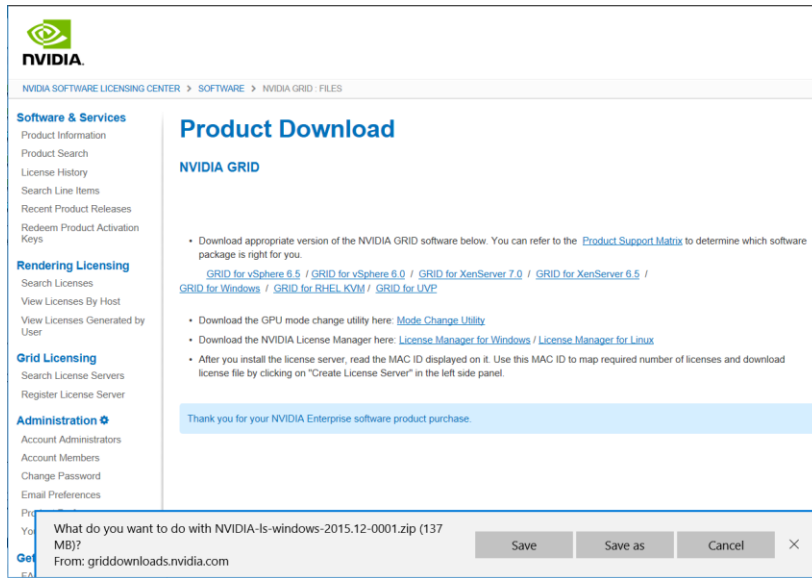 NVIDIA.
NVIDIA SOFTWARE LICENSING CENTER > SOFTWARE > NVIDIA GRID : FILES
Software & Services
Product Information
Product Search
License History
Search Line Items
Recent Product Releases
Redeem Product Activation
Keys
Rendering Licensing
Search Licenses
View Licenses By Host
View Licenses Generated by
User
Grid Licensing
Search License Servers
Register License Server
Administration
Account Administrators
Account Members
Change Password
Email Preferences
Product Download
NVIDIA GRID
• Download appropriate version of the NVIDIA GRID software below. You can refer to the Product Support Matrix to determine which software
package is right for you.
GRID for vSphere 6.5 / GRID for vSphere 6.0 / GRID for XenServer 7.0 / GRID for XenServer 6.5 /
GRID for Windows / GRID for RHEL KVM / GRID for UVP
• Download the GPU mode change utility here: Mode Change Utility
• Download the NVIDIA License Manager here: License Manager for Windows / License Manager for Linux
• After you install the license server, read the MAC ID displayed on it. Use this MAC ID to map required number of licenses and download
license file by clicking on "Create License Server" in the left side panel.
Thank you for your NVIDIA Enterprise software product purchase.
What do you want to do with NVIDIA-ls-windows-2015.12-0001.zip (137
MB)?
From: griddownloads.nvidia.com
Save
Save as
Cancel